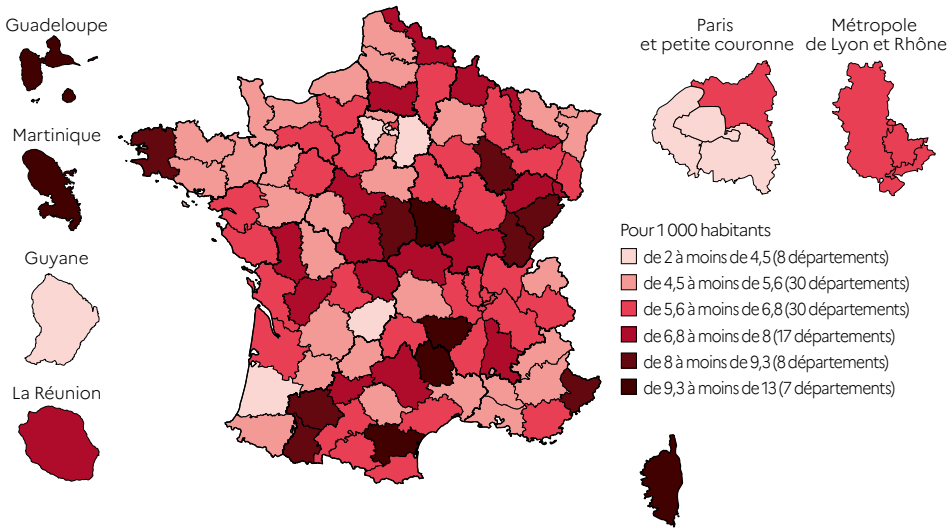 Guadeloupe
Martinique
Guyane
La Réunion
Paris
et petite couronne
Métropole
de Lyon et Rhône
Pour 1 000 habitants
de 2 à moins de 4,5 (8 départements)
de 4,5 à moins de 5,6 (30 départements)
de 5,6 à moins de 6,8 (30 départements)
de 6,8 à moins de 8 (17 départements)
de 8 à moins de 9,3 (8 départements)
de 9,3 à moins de 13 (7 départements)